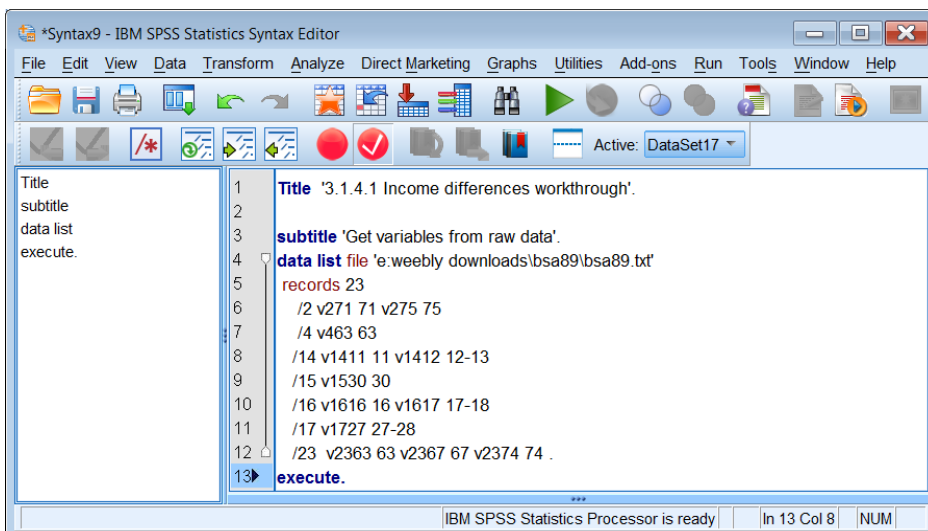 *Syntax9 - IBM SPSS Statistics Syntax Editor
File Edit View Data Transform Analyze Direct Marketing Graphs Utilities Add-ons Run Tools Window Help
Active: DataSet17
Title
subtitle
data list
execute.
1 Title '3.1.4.1 Income differences workthrough'.
2
3 subtitle 'Get variables from raw data'.
4 data list file 'e:weebly downloads\bsa89\bsa89.txt'
5 records 23
6 /2 v271 71 v275 75
7 /4 v463 63
8 /14 v1411 11 v1412 12-13
9 /15 v1530 30
10 /16 v1616 16 v1617 17-18
11 /17 v1727 27-28
12 /23 v2363 63 v2367 67 v2374 74 .
13 execute.
IBM SPSS Statistics Processor is ready In 13 Col 8 NUM